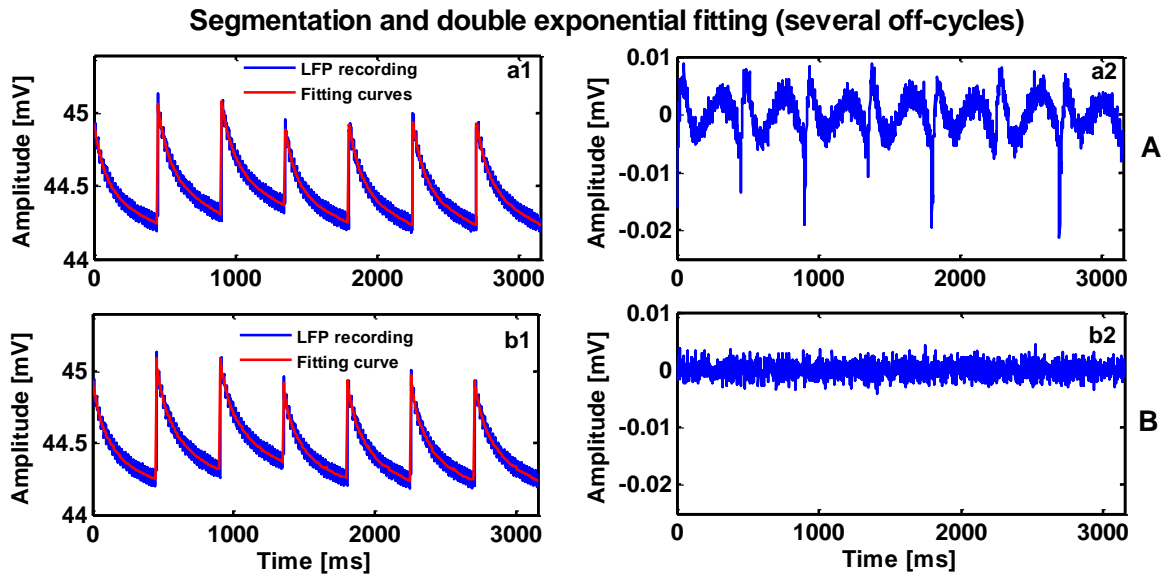 Segmentation and double exponential fitting (several off-cycles)
Amplitude [mV]
45
44.5
44
LFP recording
Fitting curves
a1
0 1000 2000 3000
Amplitude [mV]
0.01
0
-0.01
-0.02
a2
0 1000 2000 3000
A
Amplitude [mV]
45
44.5
44
LFP recording
Fitting curve
b1
0 1000 2000 3000
Time [ms]
Amplitude [mV]
0.01
0
-0.01
-0.02
b2
0 1000 2000 3000
Time [ms]
B